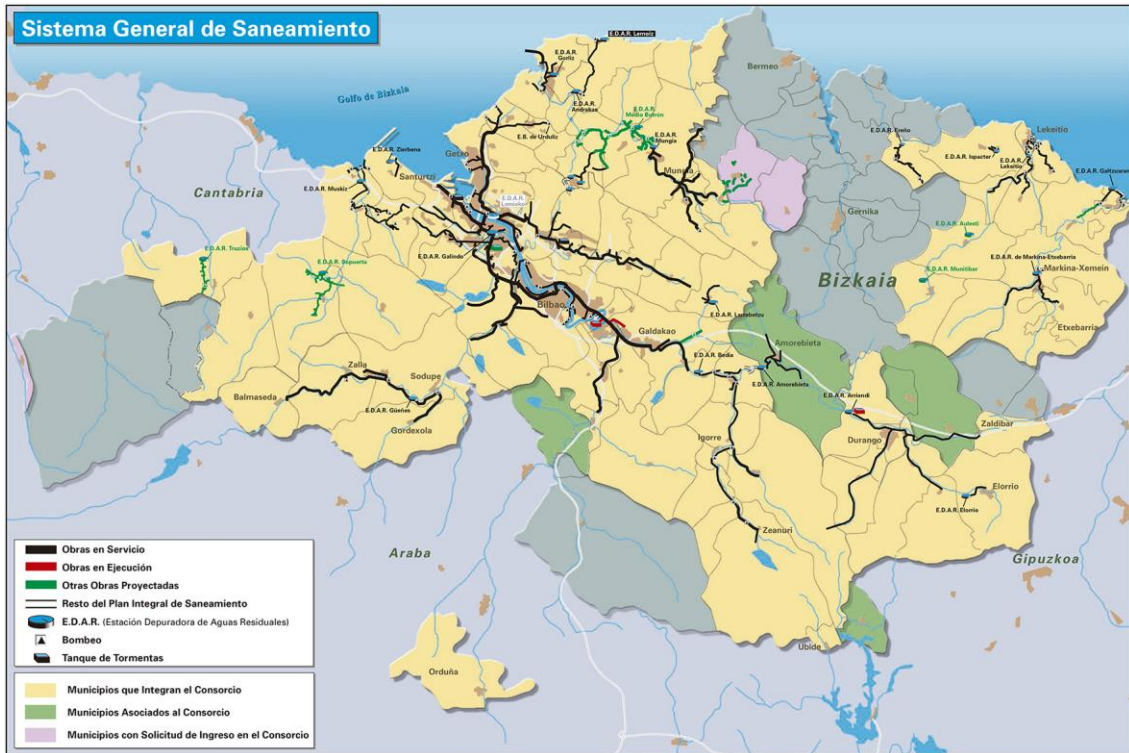 Sistema General de Saneamiento
E.D.A.R. Lemoiz
E.D.A.R.
Gorliz
Golfo de Bizkaia
E.D.A.R.
Andrakas
E.B. de Urduliz
E.D.A.R.
Medio Butrón
E.D.A.R.
Mungia
Bermeo
E.D.A.R. Ereño
Lekeitio
E.D.A.R. Ispaster
E.D.A.R.
Lekeitio
E.D.A.R. Zierbena
Getxo
Mungia
Cantabria
E.D.A.R. Muskiz
Santurtzi
E.D.A.R.
Lamiako
Gernika
E.D.A.R. Aulesti
E.D.A.R. Truzios
E.D.A.R. Sopuerta
E.D.A.R. Galindo
E.D.A.R. de Markina-Etxebarria
Markina-Xemein
E.D.A.R. Munitibar
Bizkaia
Bilbao
E.D.A.R. Larrabetzu
Etxebarria
Galdakao
Amorebieta
E.D.A.R. Bedia
E.D.A.R. Amorebieta
Zalla
Sodupe
Balmaseda
E.D.A.R. Güeñes
Gordexola
E.D.A.R. Arriandi
Zaldibar
Durango
Igorre
Elorrio
E.D.A.R. Elorrio
Zeanuri
Araba
Gipuzkoa
Ubide
Orduña
Obras en Servicio
Obras en Ejecución
Otras Obras Proyectadas
Resto del Plan Integral de Saneamiento
E.D.A.R. (Estación Depuradora de Aguas Residuales)
Bombeo
Tanque de Tormentas
Municipios que Integran el Consorcio
Municipios Asociados al Consorcio
Municipios con Solicitud de Ingreso en el Consorcio